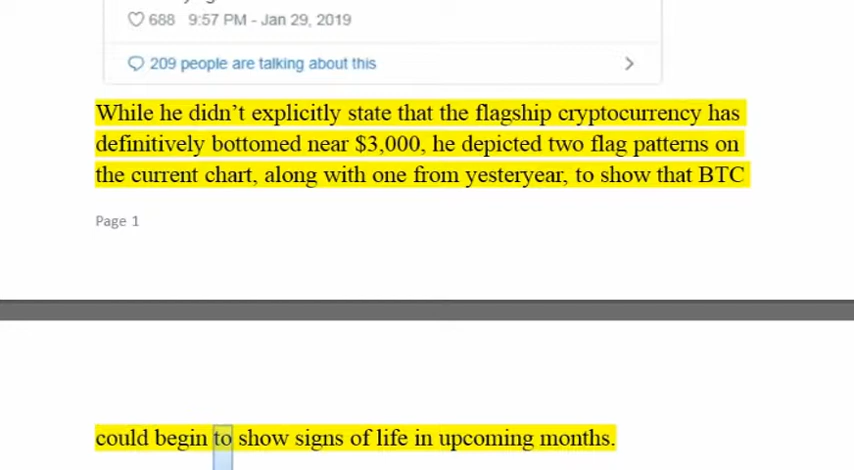 688 9:57 PM - Jan 29, 2019
209 people are talking about this
While he didn't explicitly state that the flagship cryptocurrency has
definitively bottomed near $3,000, he depicted two flag patterns on
the current chart, along with one from yesteryear, to show that BTC
Page 1
could begin to show signs of life in upcoming months.